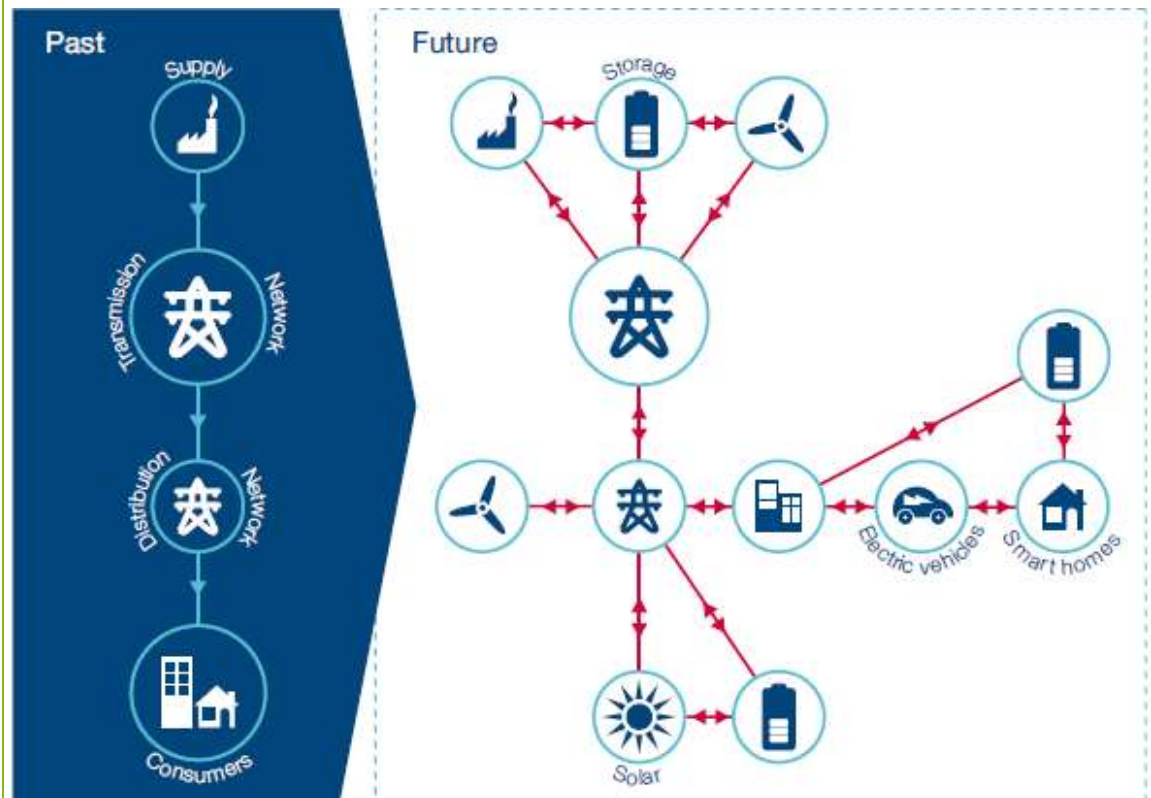 Past
Supply
Transmission
Network
Distribution
Network
Consumers
Future
Storage
Electric vehicles
Smart homes
Solar